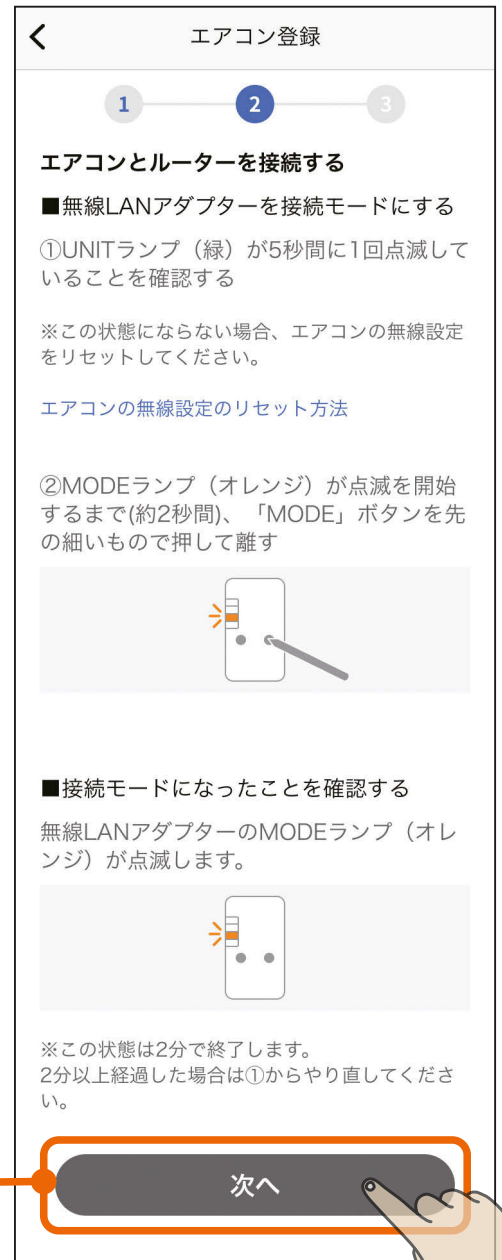 エアコン登録
1 2 3
エアコンとルーターを接続する
■無線LANアダプターを接続モードにする
①UNITランプ（緑）が5秒間に1回点滅して
いることを確認する
※この状態にならない場合、エアコンの無線設定
をリセットしてください。
エアコンの無線設定のリセット方法
②MODEランプ（オレンジ）が点滅を開始
するまで(約2秒間)、「MODE」ボタンを先
の細いもので押して離す
■接続モードになったことを確認する
無線LANアダプターのMODEランプ（オレ
ンジ）が点滅します。
※この状態は2分で終了します。
2分以上経過した場合は①からやり直してくださ
い。
次へ